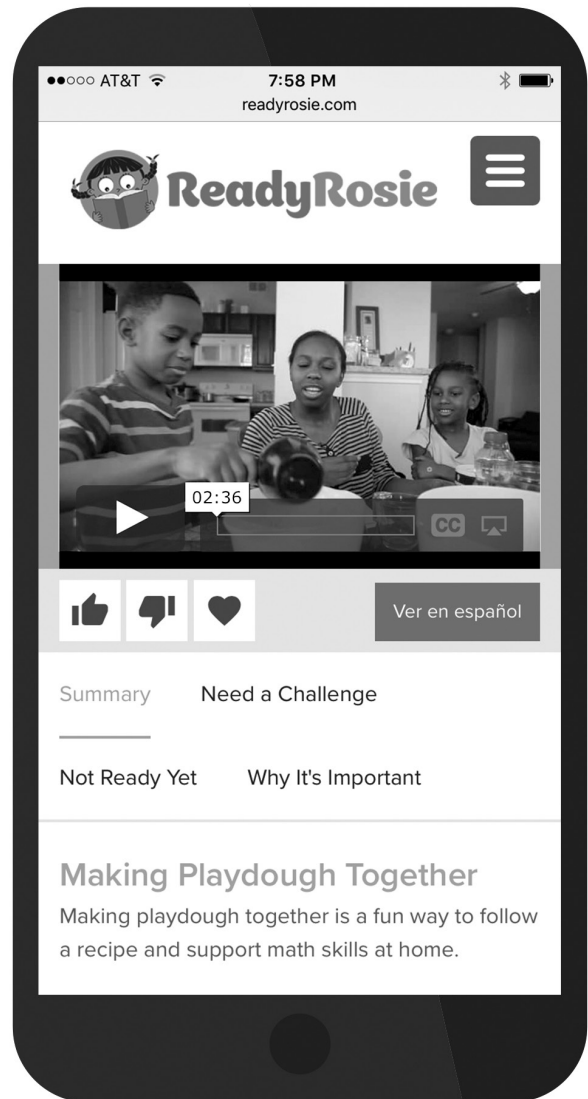 AT&T 7:58 PM
readyrosie.com
ReadyRosie
02:36
CC
Ver en español
Summary Need a Challenge
Not Ready Yet Why It's Important
Making Playdough Together
Making playdough together is a fun way to follow
a recipe and support math skills at home.